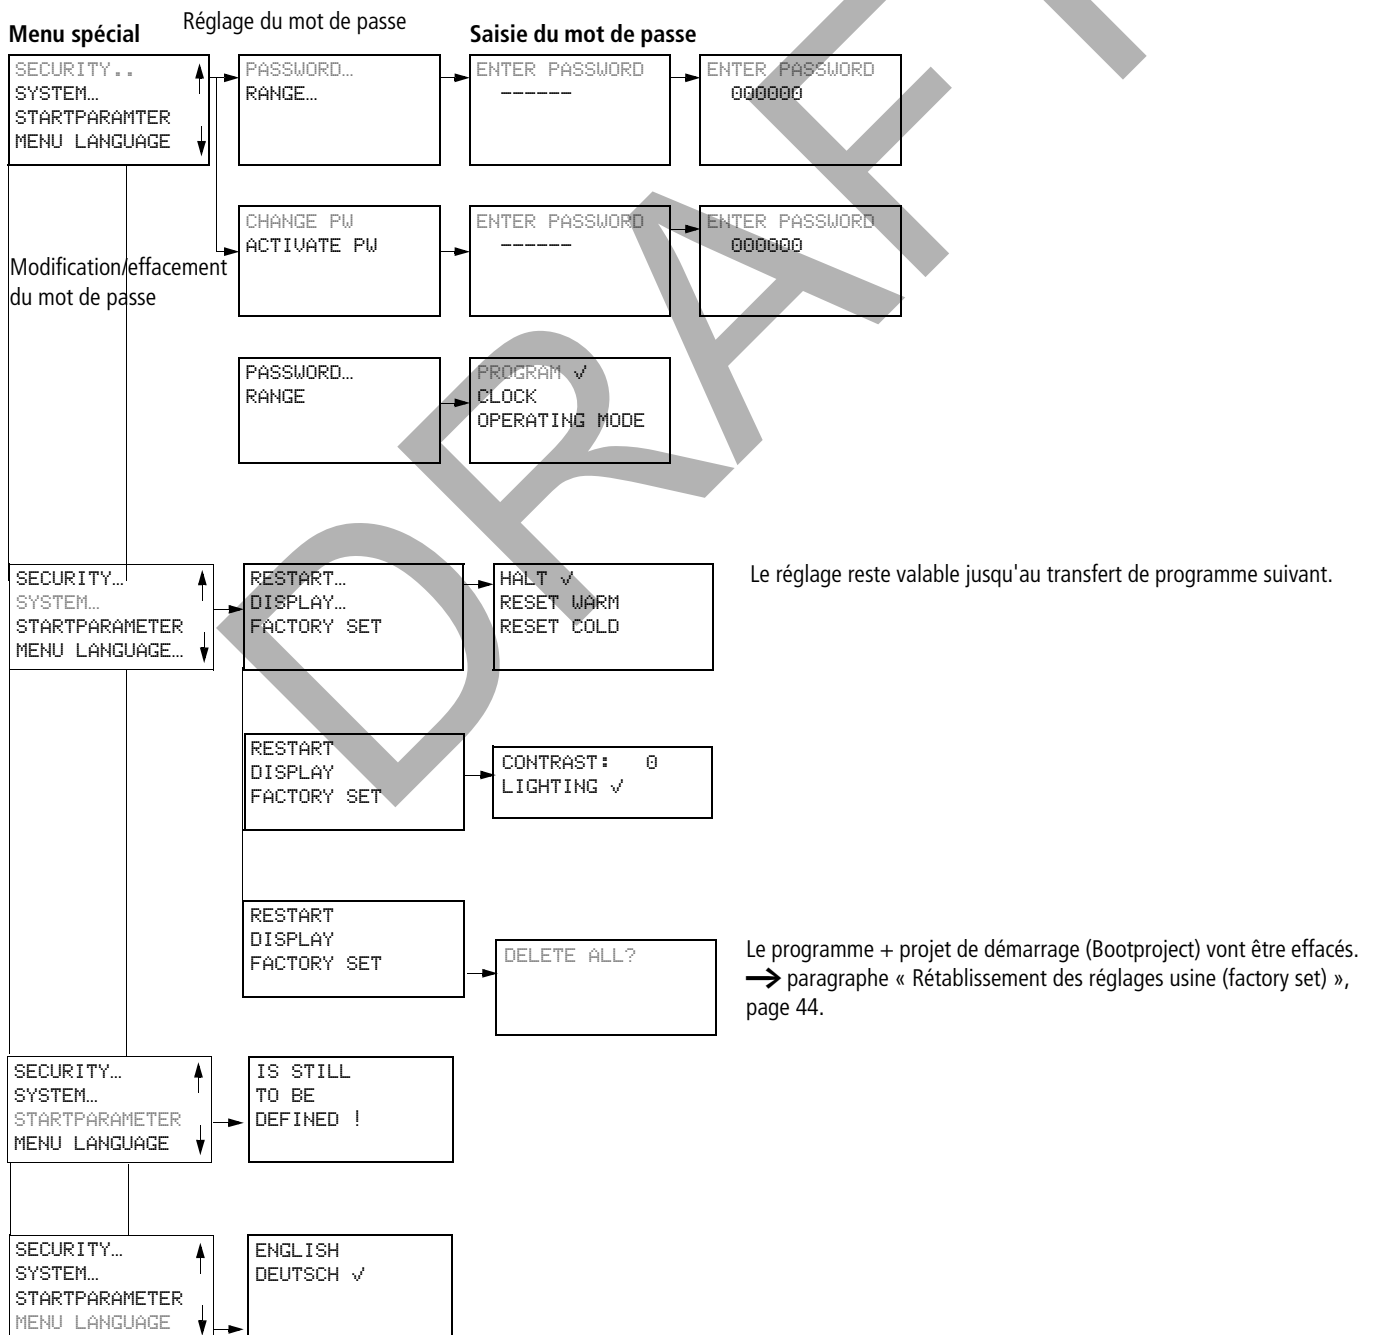 Menu spécial
Réglage du mot de passe
Saisie du mot de passe
SECURITY..
SYSTEM…
STARTPARAMTER
MENU LANGUAGE
PASSWORD…
RANGE…
ENTER PASSWORD
------
ENTER PASSWORD
000000
Modification/effacement
du mot de passe
CHANGE PW
ACTIVATE PW
ENTER PASSWORD
------
ENTER PASSWORD
000000
PASSWORD…
RANGE
PROGRAM √
CLOCK
OPERATING MODE
SECURITY…
SYSTEM…
STARTPARAMETER
MENU LANGUAGE…
RESTART…
DISPLAY…
FACTORY SET
HALT √
RESET WARM
RESET COLD
Le réglage reste valable jusqu'au transfert de programme suivant.
RESTART
DISPLAY
FACTORY SET
CONTRAST: 0
LIGHTING √
RESTART
DISPLAY
FACTORY SET
DELETE ALL?
Le programme + projet de démarrage (Bootproject) vont être effacés.
→ paragraphe « Rétablissement des réglages usine (factory set) »,
page 44.
SECURITY…
SYSTEM…
STARTPARAMETER
MENU LANGUAGE
IS STILL
TO BE
DEFINED !
SECURITY…
SYSTEM…
STARTPARAMETER
MENU LANGUAGE
ENGLISH
DEUTSCH √
DRAFT